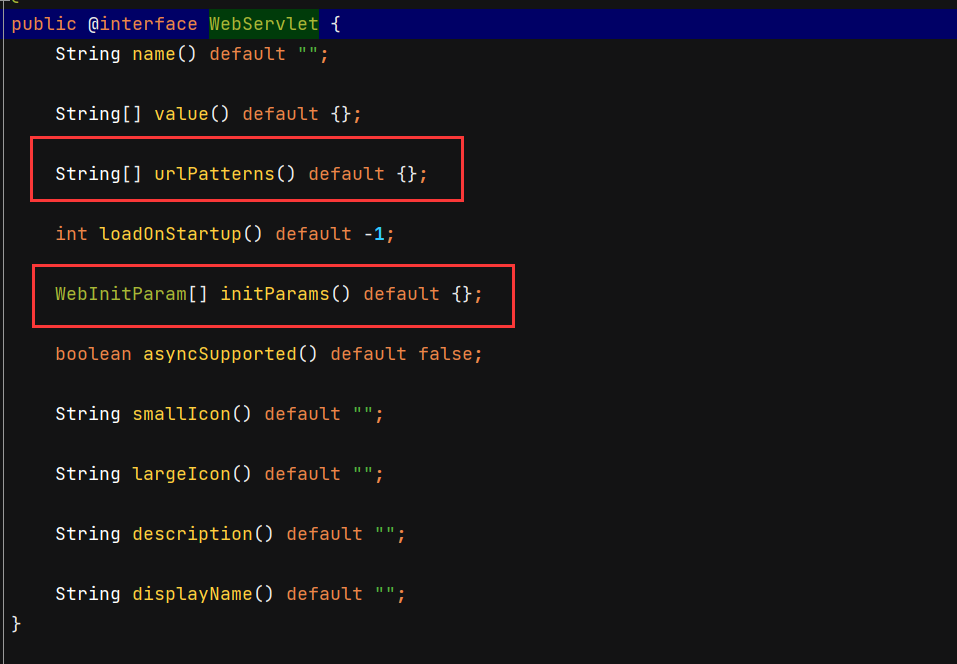 public @interface WebServlet {
String name() default "";
String[] value() default {};
String[] urlPatterns() default {};
int loadOnStartup() default -1;
WebInitParam[] initParams() default {};
boolean asyncSupported() default false;
String smallIcon() default "";
String largeIcon() default "";
String description() default "";
String displayName() default "";
}